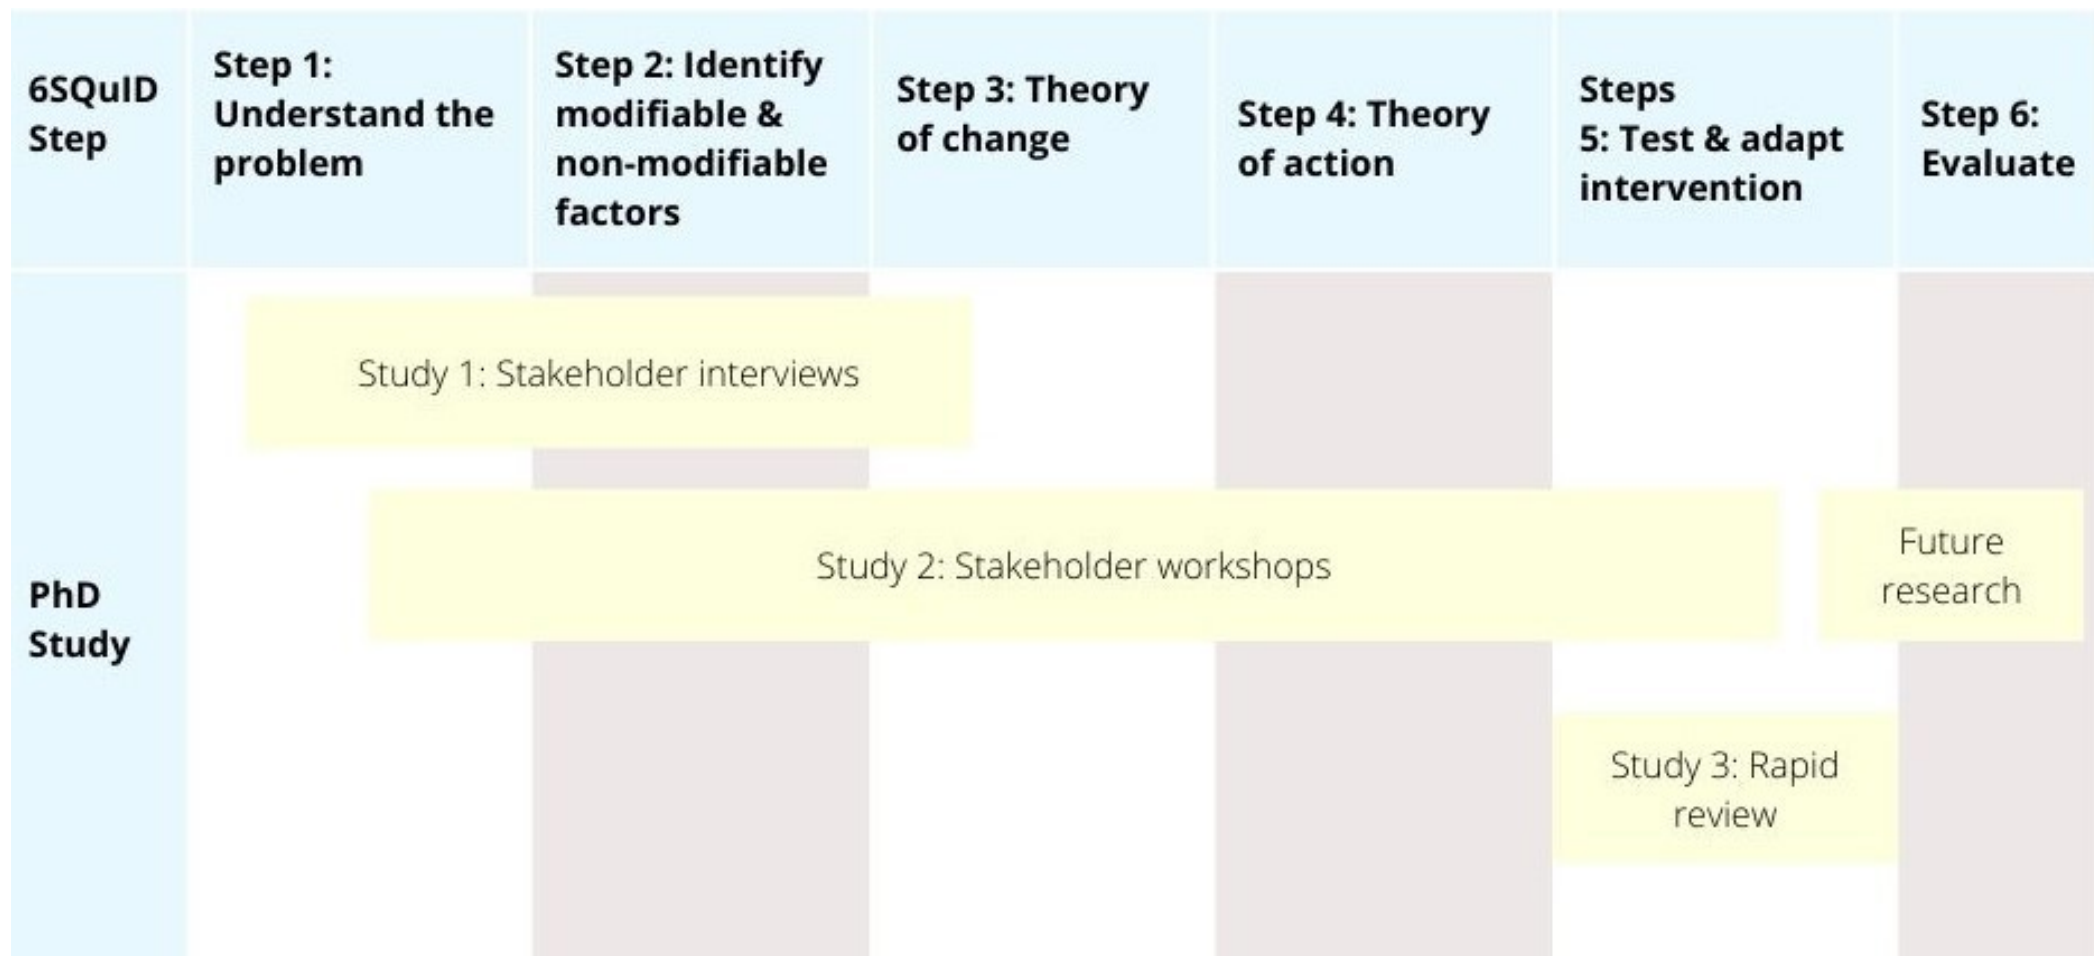 6SQuID
Step
Step 1:
Understand the
problem
Step 2: Identify
modifiable &
non-modifiable
factors
Step 3: Theory
of change
Step 4: Theory
of action
Steps
5: Test & adapt
intervention
Step 6:
Evaluate
PhD
Study
Study 1: Stakeholder interviews
Study 2: Stakeholder workshops
Future
research
Study 3: Rapid
review